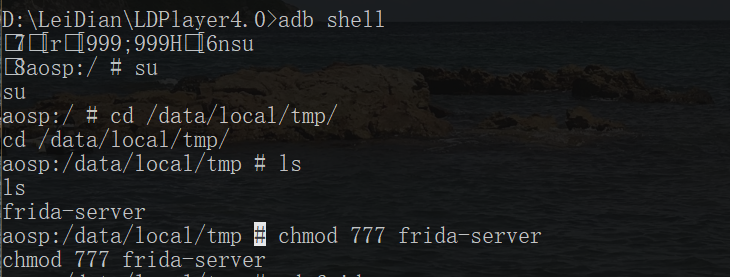 D:\LeiDian\LDPlayer4.0>adb shell
7[r[999;999H[6nsu
8aosp:/ # su
su
aosp:/ # cd /data/local/tmp/
cd /data/local/tmp/
aosp:/data/local/tmp # ls
ls
frida-server
aosp:/data/local/tmp # chmod 777 frida-server
chmod 777 frida-server